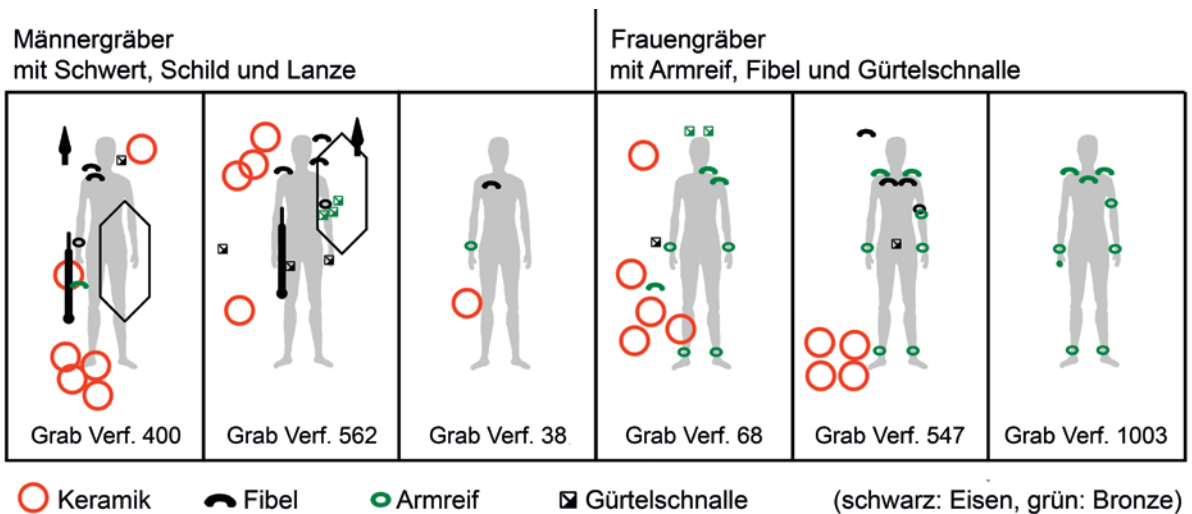 Männergräber
mit Schwert, Schild und Lanze
Frauengräber
mit Armreif, Fibel und Gürtelschnalle
Grab Verf. 400
Grab Verf. 562
Grab Verf. 38
Grab Verf. 68
Grab Verf. 547
Grab Verf. 1003
Keramik
Fibel
Armreif
Gürtelschnalle
(schwarz: Eisen, grün: Bronze)